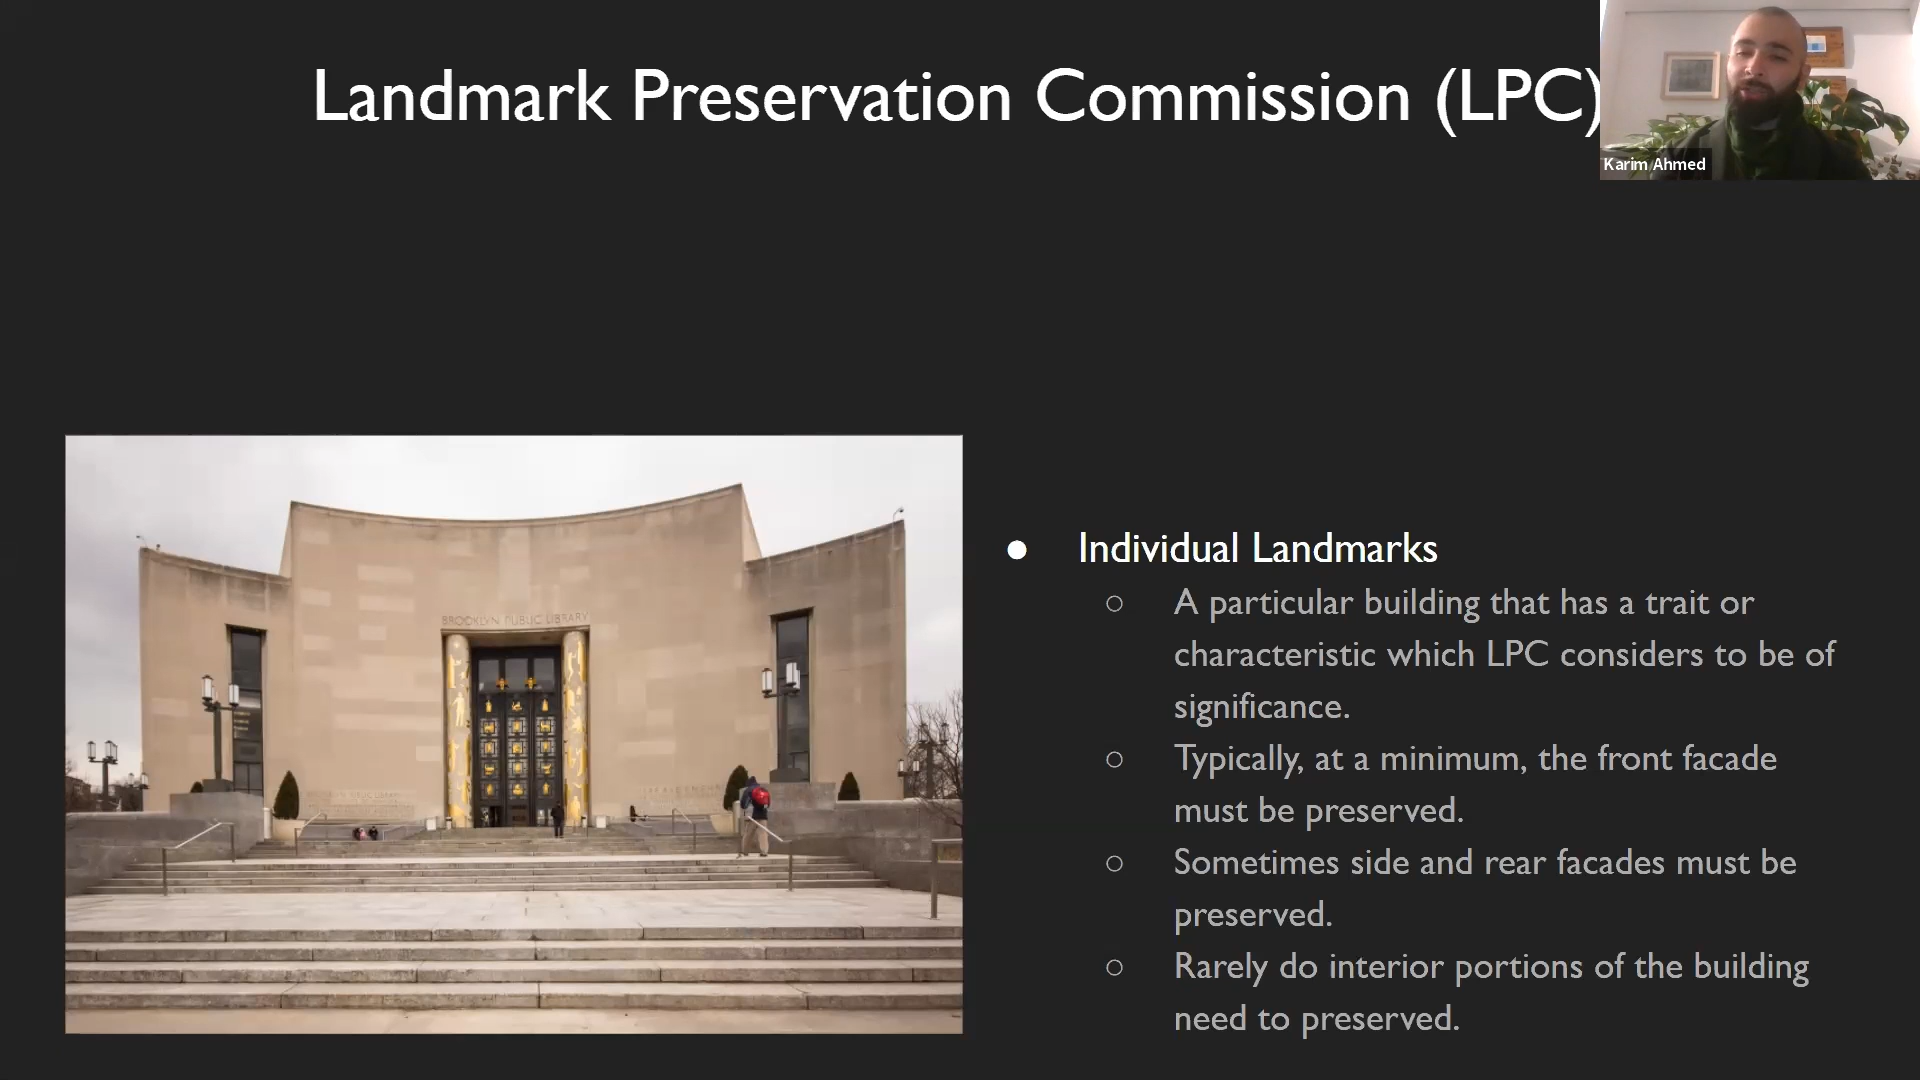 Landmark Preservation Commission (LPC)
Karim Ahmed
BROOKLYN PUBLIC LIBRARY
● Individual Landmarks
○ A particular building that has a trait or
characteristic which LPC considers to be of
significance.
○ Typically, at a minimum, the front facade
must be preserved.
○ Sometimes side and rear facades must be
preserved.
○ Rarely do interior portions of the building
need to preserved.